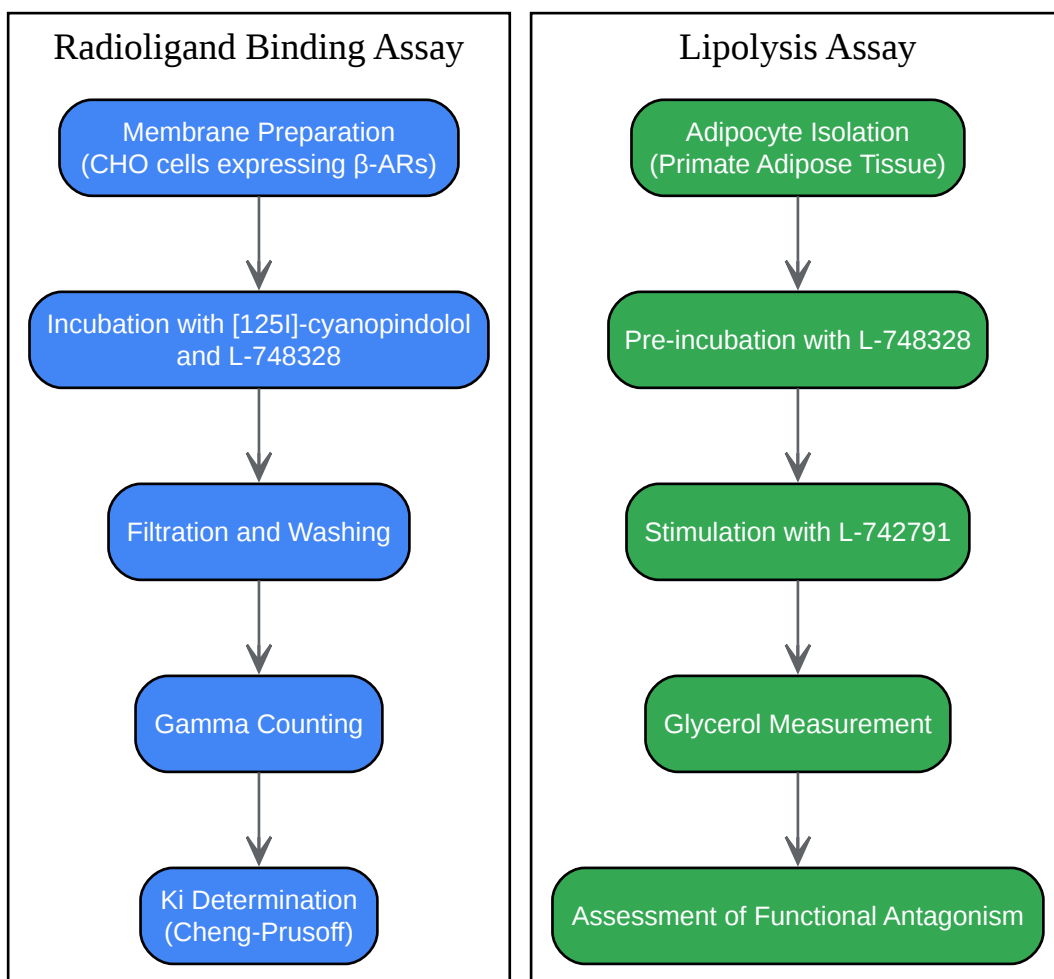 Radioligand Binding Assay
Membrane Preparation
(CHO cells expressing β-ARs)
Incubation with [125I]-cyanopindolol
and L-748328
Filtration and Washing
Gamma Counting
Ki Determination
(Cheng-Prusoff)
Lipolysis Assay
Adipocyte Isolation
(Primate Adipose Tissue)
Pre-incubation with L-748328
Stimulation with L-742791
Glycerol Measurement
Assessment of Functional Antagonism